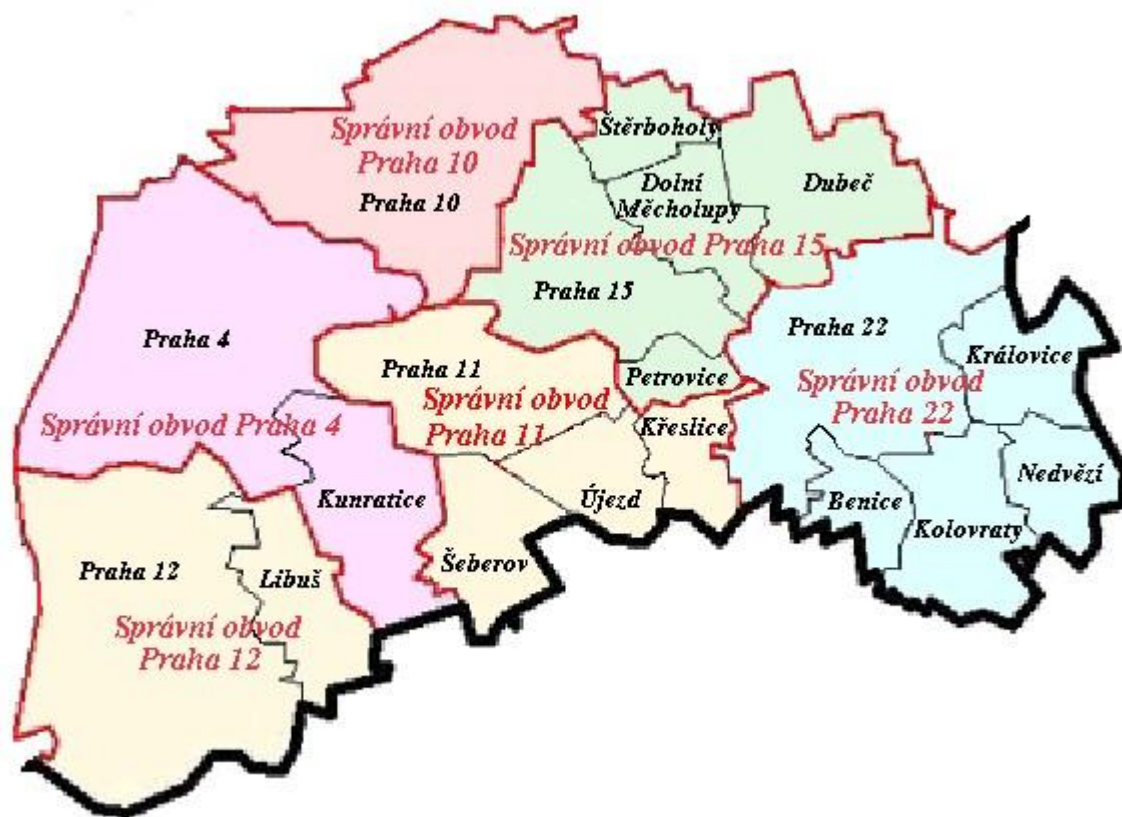 Správní obvod
Praha 10
Praha 10
Štěrboholy
Dolní
Měcholupy
Dubeč
Správní obvod Praha 15
Praha 15
Petrovice
Praha 4
Správní obvod Praha 4
Kunratice
Praha 11
Správní obvod
Praha 11
Křeslice
Újezd
Šeberov
Praha 22
Správní obvod
Praha 22
Královice
Nedvězí
Benice
Kolovraty
Praha 12
Libuš
Správní obvod
Praha 12